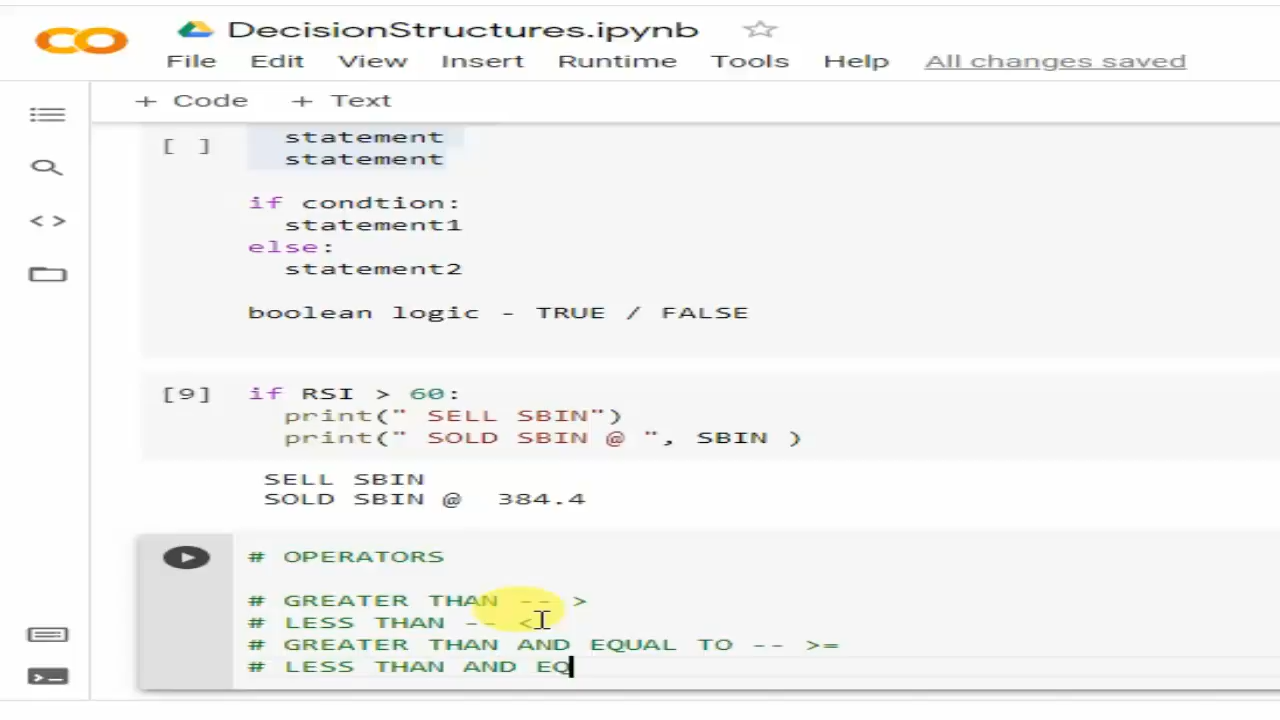 DecisionStructures.ipynb
File Edit View Insert Runtime Tools Help All changes saved
+ Code + Text
[ ] statement
statement
if condtion:
statement1
else:
statement2
boolean logic - TRUE / FALSE
[9] if RSI > 60:
print(" SELL SBIN")
print(" SOLD SBIN @ ", SBIN )
SELL SBIN
SOLD SBIN @ 384.4
# OPERATORS
# GREATER THAN -- >
# LESS THAN -- <
# GREATER THAN AND EQUAL TO -- >=
# LESS THAN AND EQ